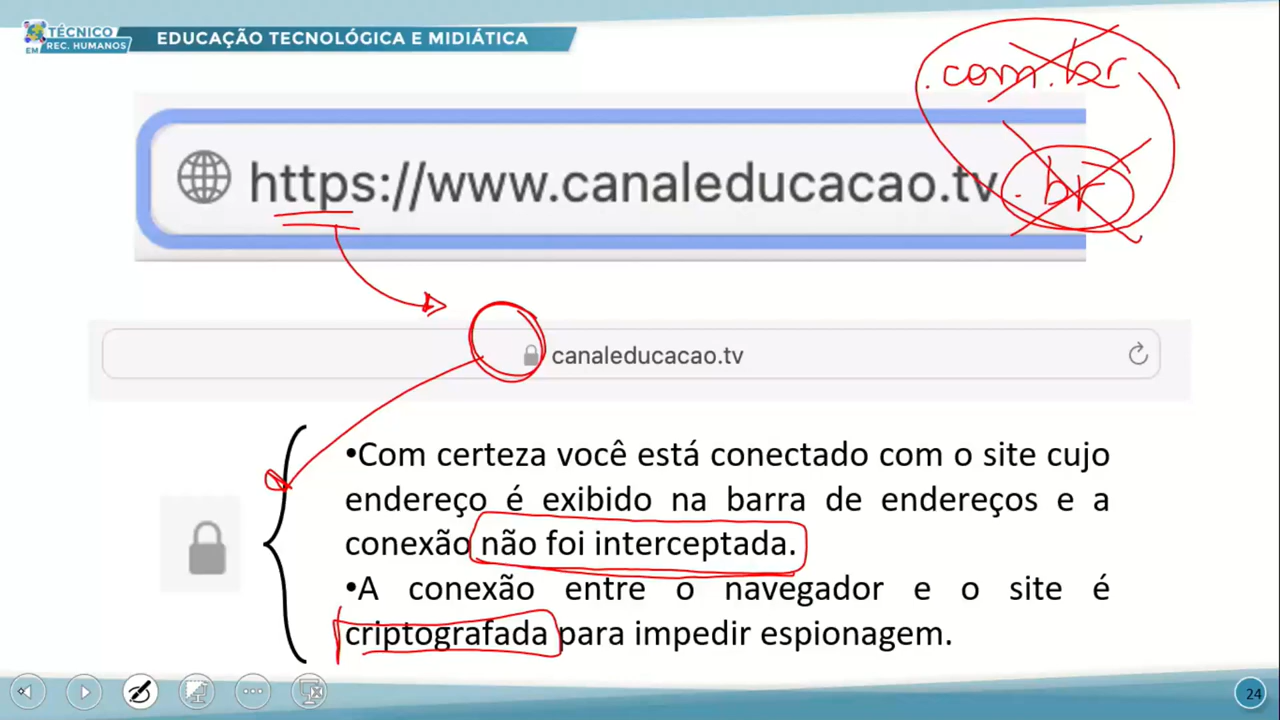 TÉCNICO
EM REC. HUMANOS
EDUCAÇÃO TECNOLÓGICA E MIDIÁTICA
.com.br
https://www.canaleducacao.tv
.br
canaleducacao.tv
•Com certeza você está conectado com o site cujo
endereço é exibido na barra de endereços e a
conexão não foi interceptada.
•A conexão entre o navegador e o site é
criptografada para impedir espionagem.
24